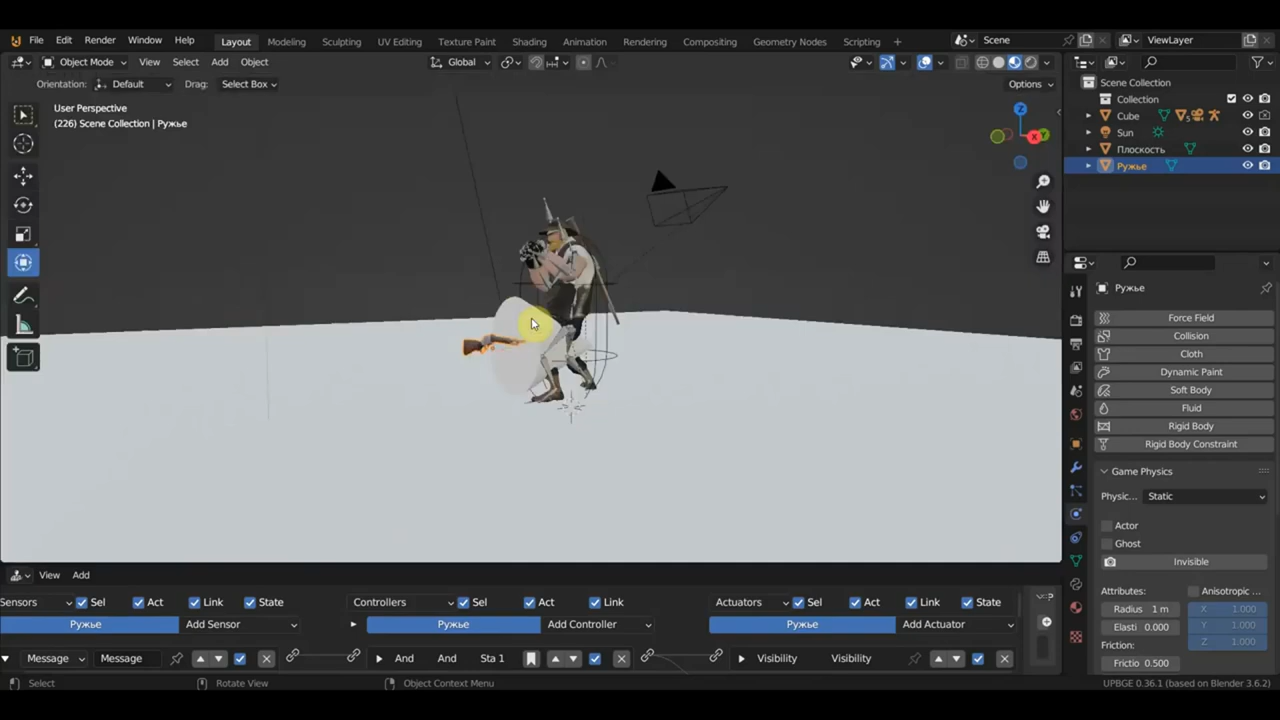 File Edit Render Window Help Layout Modeling Sculpting UV Editing Texture Paint Shading Animation Rendering Compositing Geometry Nodes Scripting + Scene ViewLayer
Object Mode View Select Add Object Global
Orientation: Default Drag: Select Box Options
User Perspective
(226) Scene Collection | Ружье
Z
Y
X
Scene Collection
Collection
Cube 5
Sun
Плоскость
Ружье
Ружье
Force Field
Collision
Cloth
Dynamic Paint
Soft Body
Fluid
Rigid Body
Rigid Body Constraint
Game Physics
Physic... Static
Actor
Ghost
Invisible
Attributes: Anisotropic ...
Radius 1 m X 1.000
Elasti 0.000 Y 1.000
Friction: Z 1.000
Frictio 0.500
View Add
Sensors Sel Act Link State Controllers Sel Act Link Actuators Sel Act Link State
Ружье Add Sensor Ружье Add Controller Ружье Add Actuator
Message Message And And Sta 1 Visibility Visibility
Select Rotate View Object Context Menu UPBGE 0.36.1 (based on Blender 3.6.2)